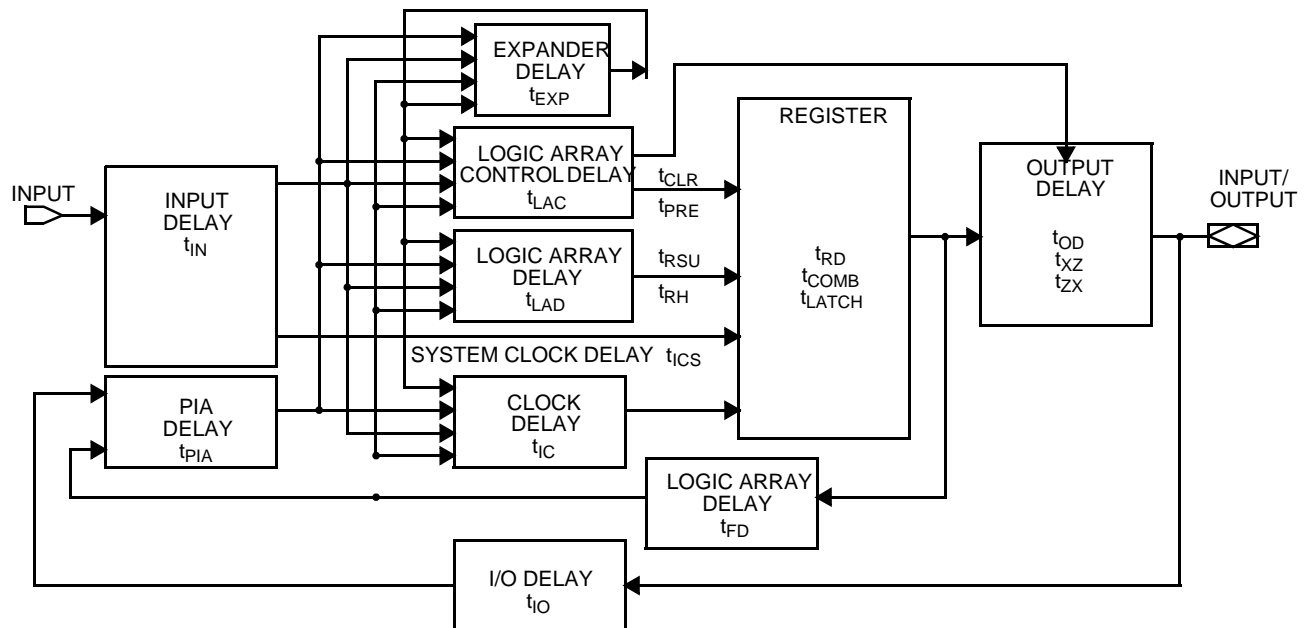 EXPANDER
DELAY
tEXP
REGISTER
LOGIC ARRAY
CONTROL DELAY
tLAC
tCLR
tPRE
OUTPUT
DELAY
INPUT
INPUT
DELAY
tIN
INPUT/
OUTPUT
LOGIC ARRAY
DELAY
tLAD
tRSU
tRH
tRD
tCOMB
tLATCH
tOD
tXZ
tZX
SYSTEM CLOCK DELAY tICS
PIA
DELAY
tPIA
CLOCK
DELAY
tIC
LOGIC ARRAY
DELAY
tFD
I/O DELAY
tIO